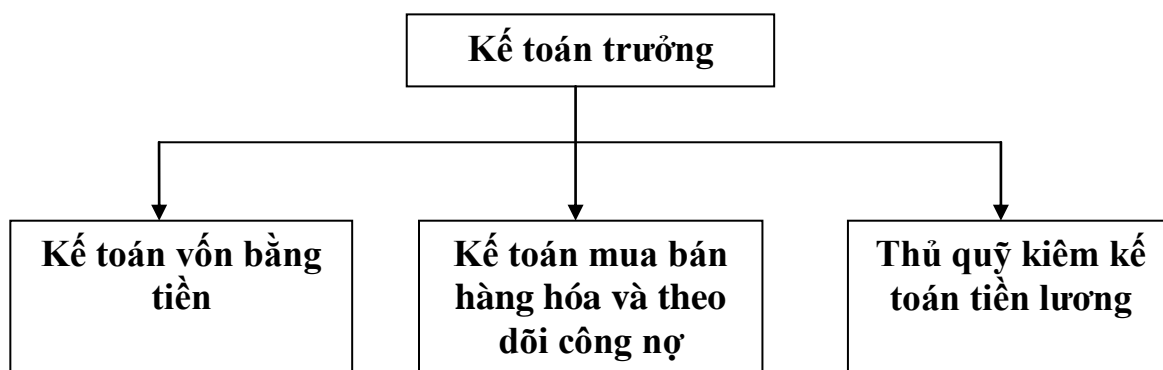 Kế toán trưởng
Kế toán vốn bằng
tiền
Kế toán mua bán
hàng hóa và theo
dõi công nợ
Thủ quỹ kiêm kế
toán tiền lương